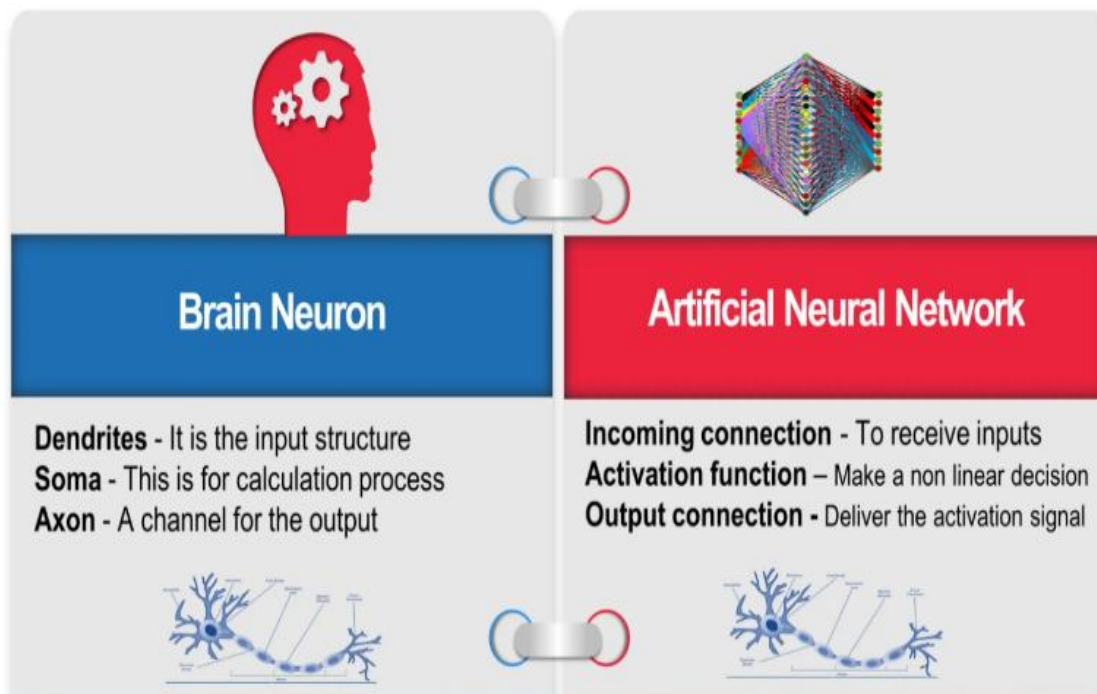 Brain Neuron
Dendrites - It is the input structure
Soma - This is for calculation process
Axon - A channel for the output
Artificial Neural Network
Incoming connection - To receive inputs
Activation function – Make a non linear decision
Output connection - Deliver the activation signal